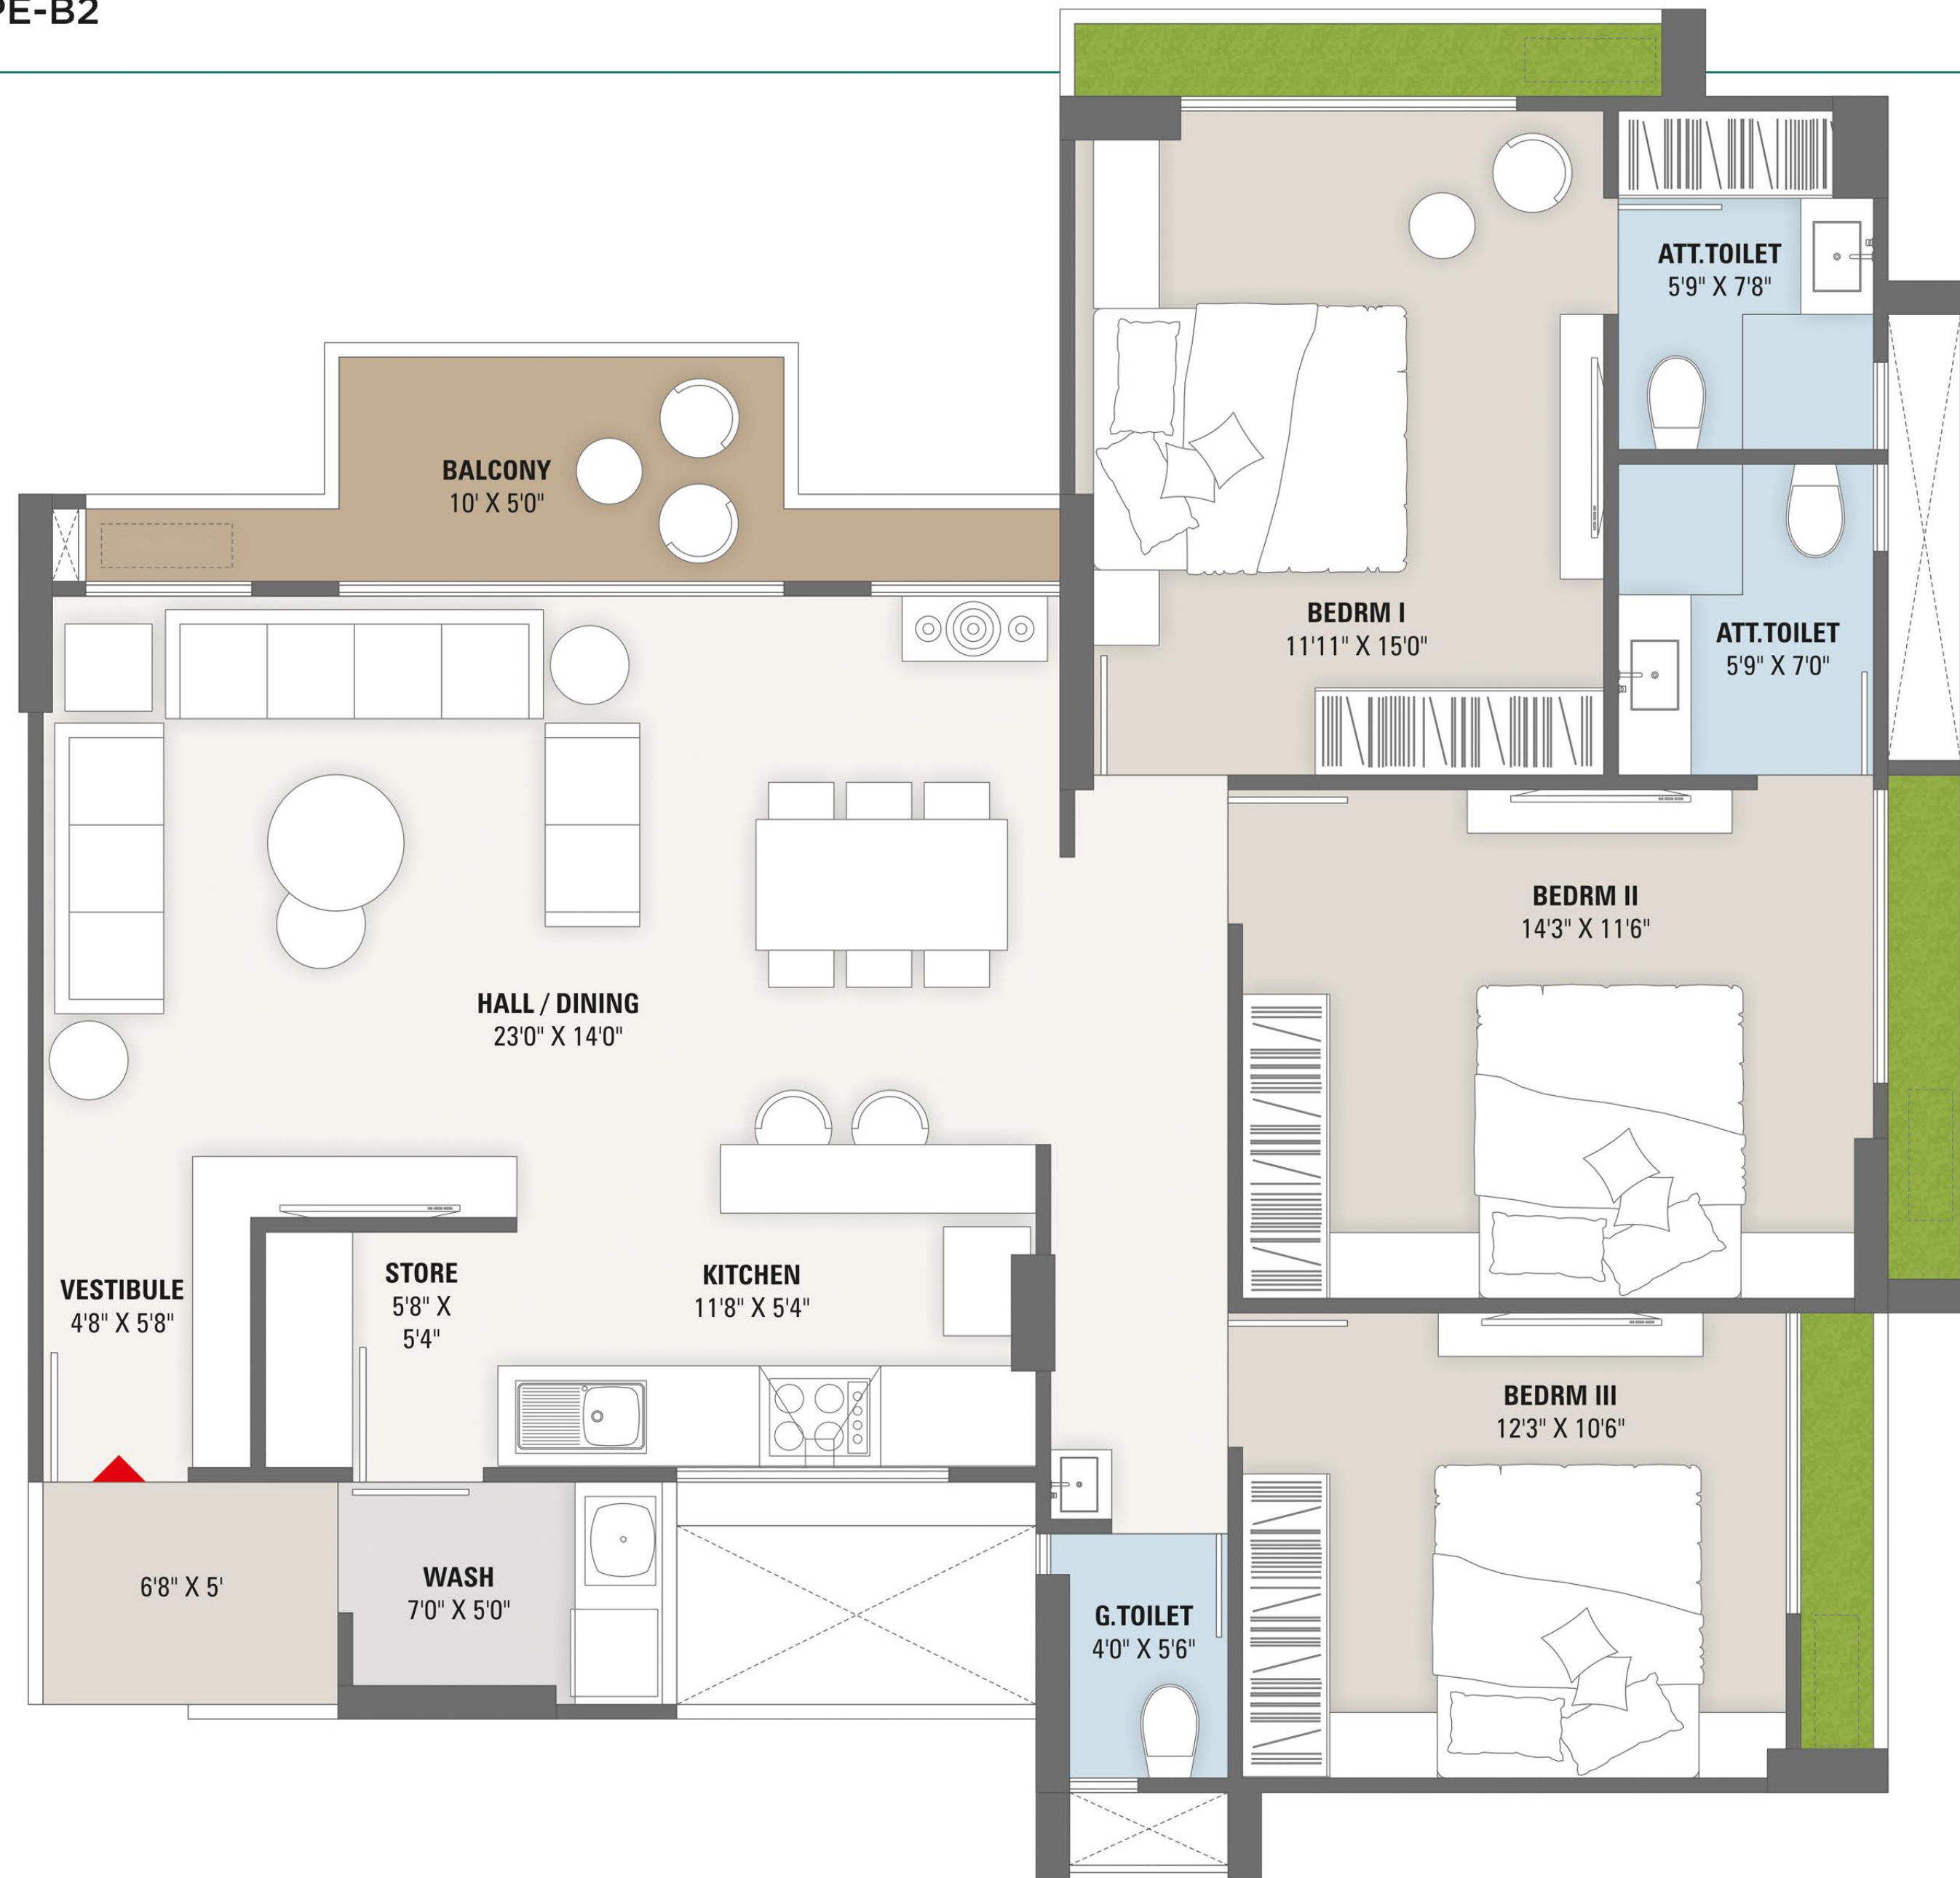 PE-B2
ATT.TOILET
5'9" X 7'8"
BALCONY
10' X 5'0"
BEDRM I
11'11" X 15'0"
ATT.TOILET
5'9" X 7'0"
BEDRM II
14'3" X 11'6"
HALL / DINING
23'0" X 14'0"
VESTIBULE
4'8" X 5'8"
STORE
5'8" X
5'4"
KITCHEN
11'8" X 5'4"
BEDRM III
12'3" X 10'6"
6'8" X 5'
WASH
7'0" X 5'0"
G.TOILET
4'0" X 5'6"